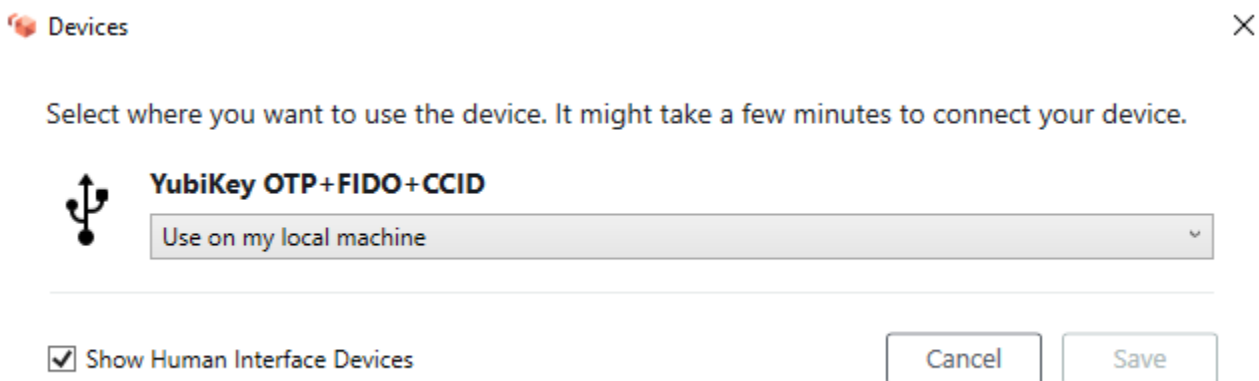 Devices
Select where you want to use the device. It might take a few minutes to connect your device.
YubiKey OTP+FIDO+CCID
Use on my local machine
Show Human Interface Devices
Cancel
Save